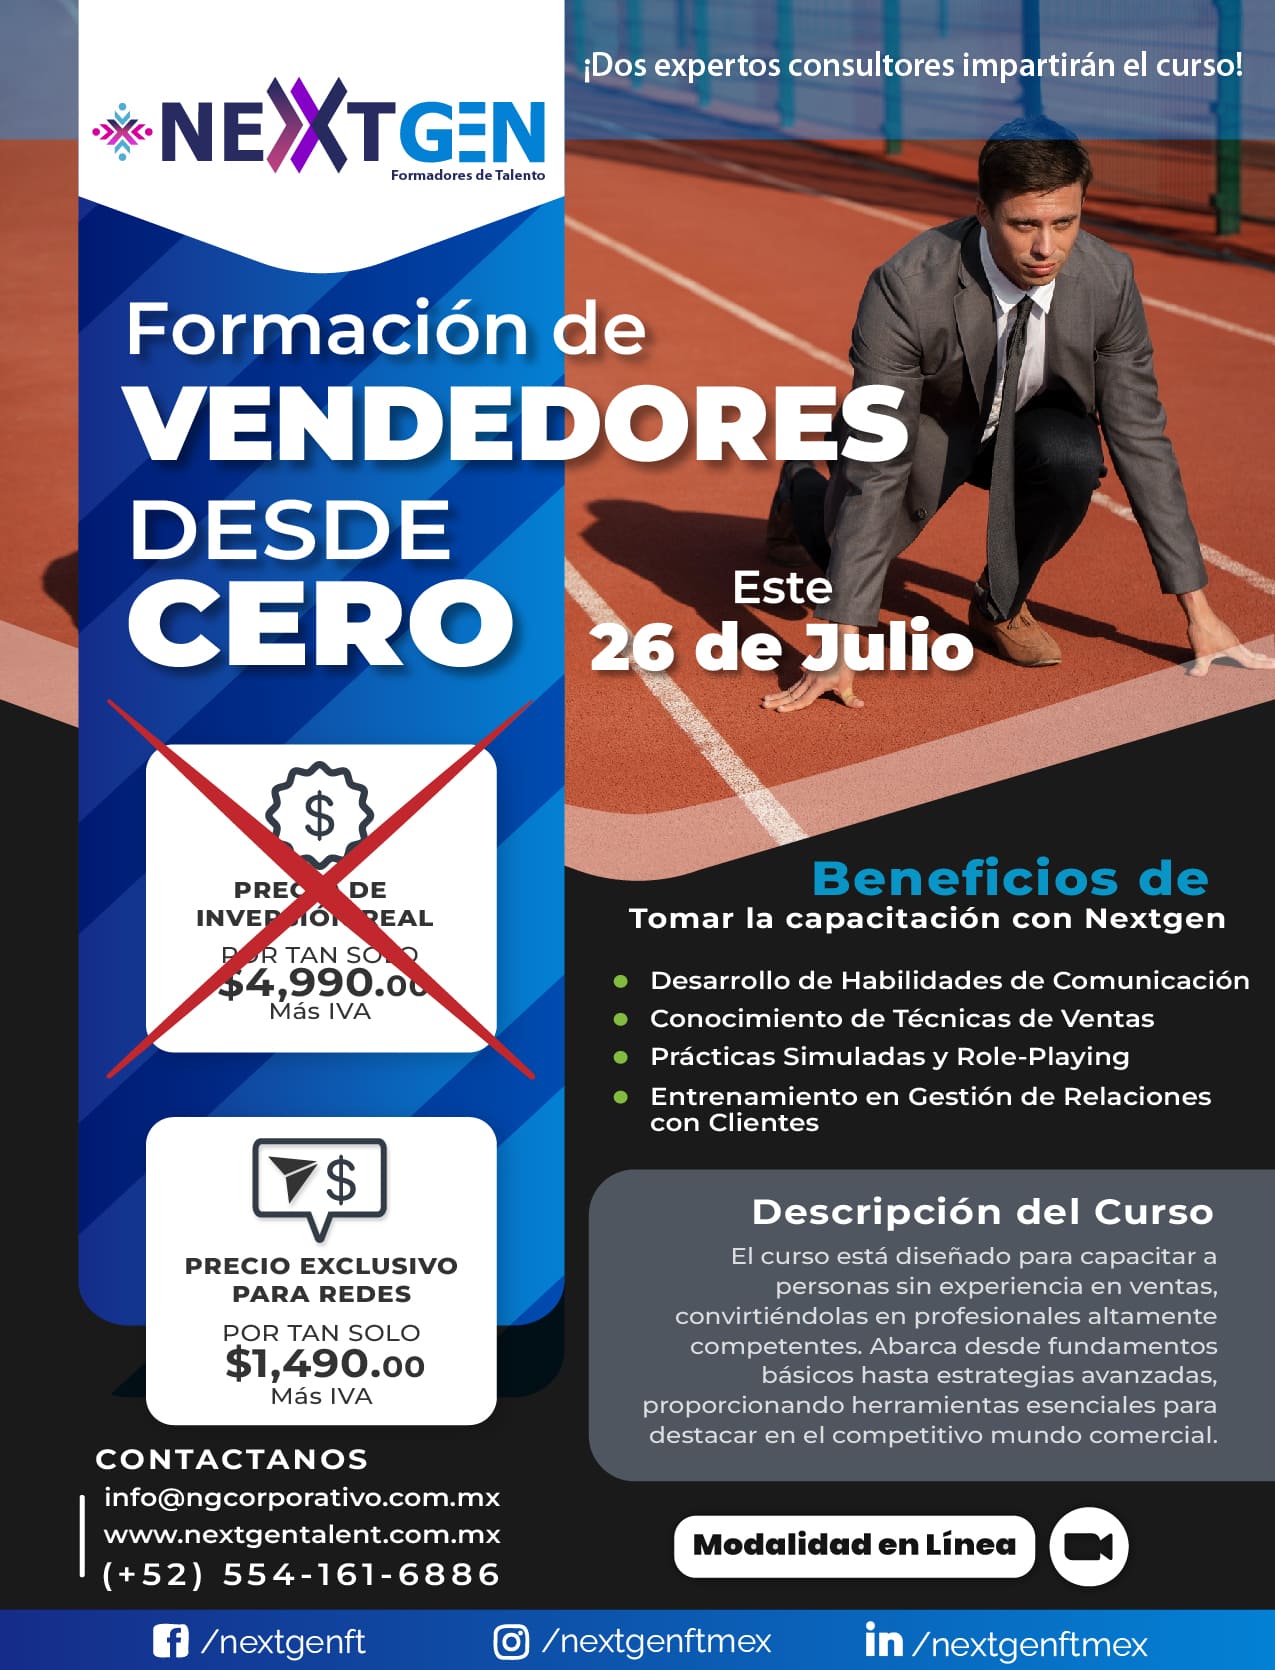 ¡Dos expertos consultores impartirán el curso!
NEXTGEN
Formadores de Talento
Formación de
VENDEDORES
DESDE
CERO
Este
26 de Julio
PRECIO DE
INVERSIÓN REAL
POR TAN SOLO
$4,990.00
Más IVA
PRECIO EXCLUSIVO
PARA REDES
POR TAN SOLO
$1,490.00
Más IVA
Beneficios de
Tomar la capacitación con Nextgen
Desarrollo de Habilidades de Comunicación
Conocimiento de Técnicas de Ventas
Prácticas Simuladas y Role-Playing
Entrenamiento en Gestión de Relaciones
con Clientes
Descripción del Curso
El curso está diseñado para capacitar a
personas sin experiencia en ventas,
convirtiéndolas en profesionales altamente
competentes. Abarca desde fundamentos
básicos hasta estrategias avanzadas,
proporcionando herramientas esenciales para
destacar en el competitivo mundo comercial.
CONTACTANOS
info@ngcorporativo.com.mx
www.nextgentalent.com.mx
(+52) 554-161-6886
Modalidad en Línea
/nextgenft
/nextgenftmex
/nextgenftmex